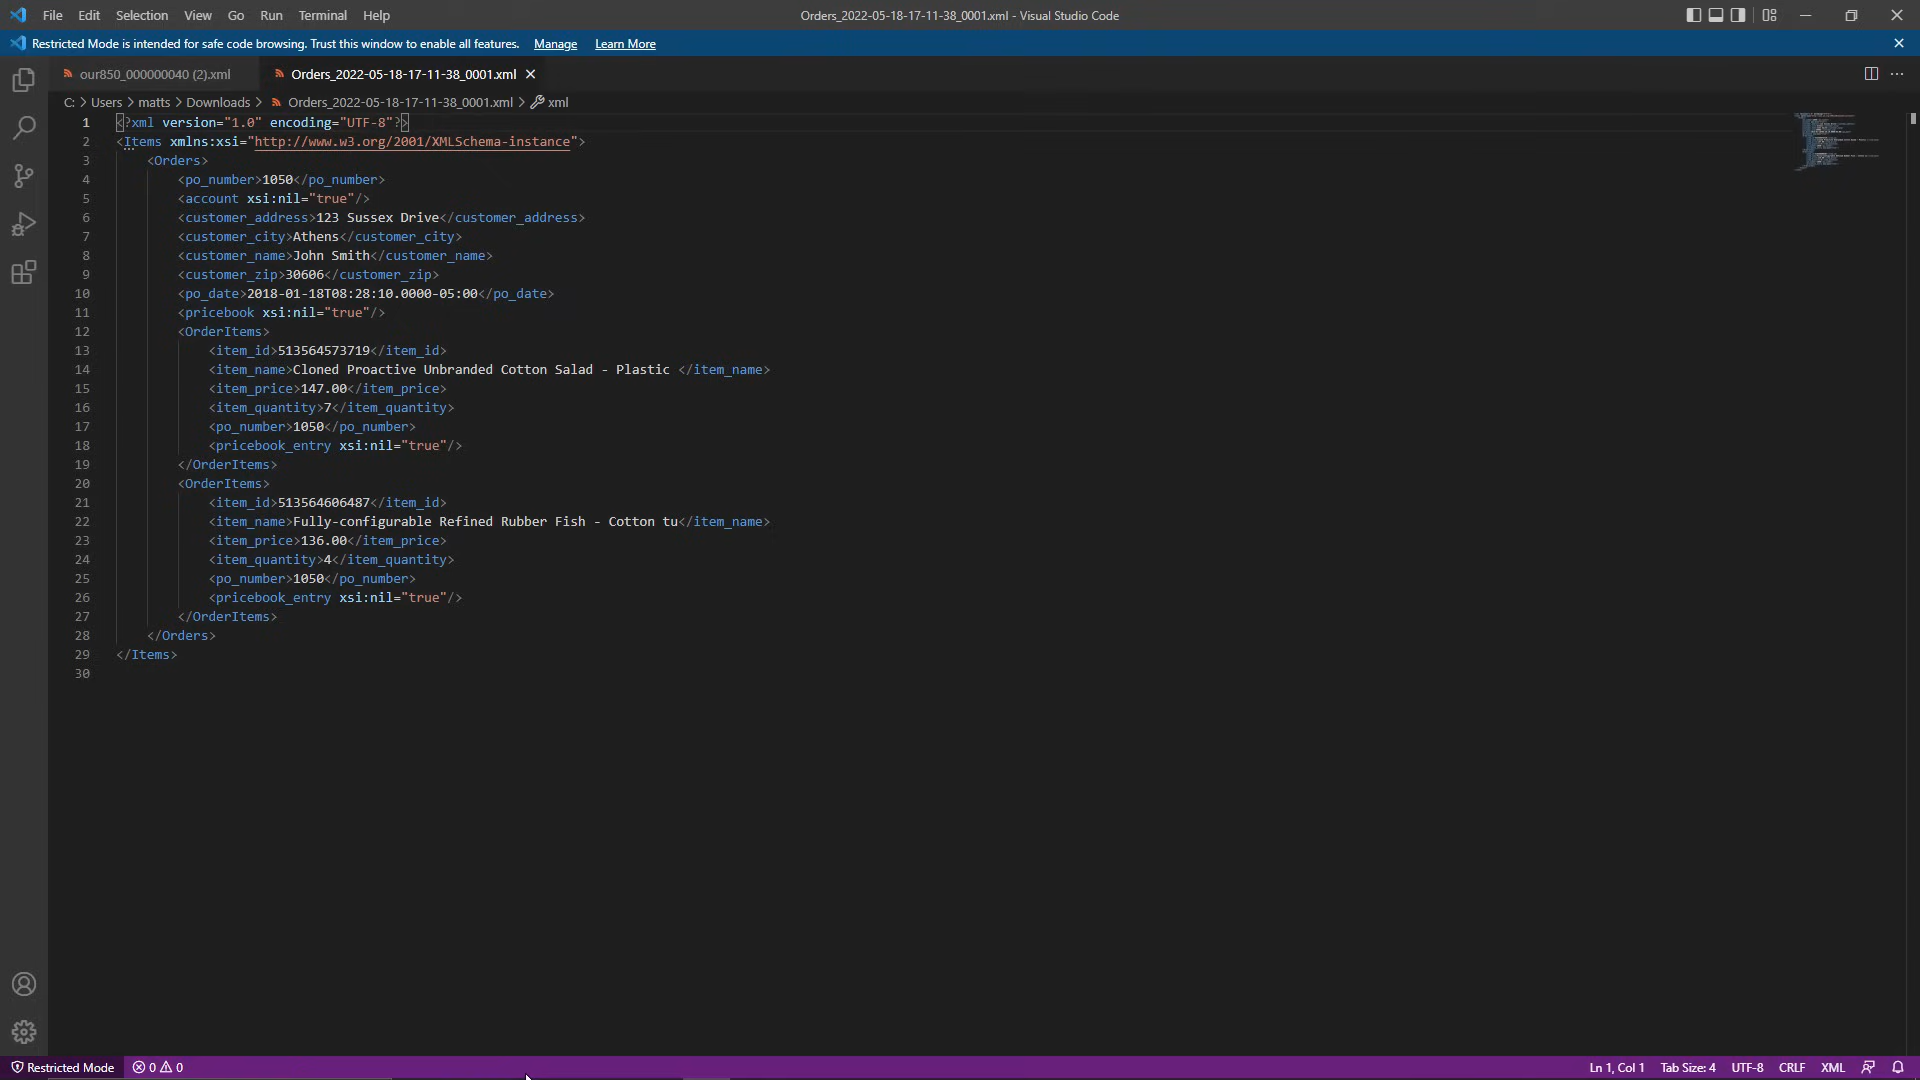 File Edit Selection View Go Run Terminal Help Orders_2022-05-18-17-11-38_0001.xml - Visual Studio Code
Restricted Mode is intended for safe code browsing. Trust this window to enable all features. Manage Learn More
our850_000000040 (2).xml Orders_2022-05-18-17-11-38_0001.xml
C: > Users > matts > Downloads > Orders_2022-05-18-17-11-38_0001.xml > xml
1 <?xml version="1.0" encoding="UTF-8"?>
2 <Items xmlns:xsi="http://www.w3.org/2001/XMLSchema-instance">
3 <Orders>
4 <po_number>1050</po_number>
5 <account xsi:nil="true"/>
6 <customer_address>123 Sussex Drive</customer_address>
7 <customer_city>Athens</customer_city>
8 <customer_name>John Smith</customer_name>
9 <customer_zip>30606</customer_zip>
10 <po_date>2018-01-18T08:28:10.0000-05:00</po_date>
11 <pricebook xsi:nil="true"/>
12 <OrderItems>
13 <item_id>513564573719</item_id>
14 <item_name>Cloned Proactive Unbranded Cotton Salad - Plastic </item_name>
15 <item_price>147.00</item_price>
16 <item_quantity>7</item_quantity>
17 <po_number>1050</po_number>
18 <pricebook_entry xsi:nil="true"/>
19 </OrderItems>
20 <OrderItems>
21 <item_id>513564606487</item_id>
22 <item_name>Fully-configurable Refined Rubber Fish - Cotton tu</item_name>
23 <item_price>136.00</item_price>
24 <item_quantity>4</item_quantity>
25 <po_number>1050</po_number>
26 <pricebook_entry xsi:nil="true"/>
27 </OrderItems>
28 </Orders>
29 </Items>
30
Restricted Mode 0 0 Ln 1, Col 1 Tab Size: 4 UTF-8 CRLF XML